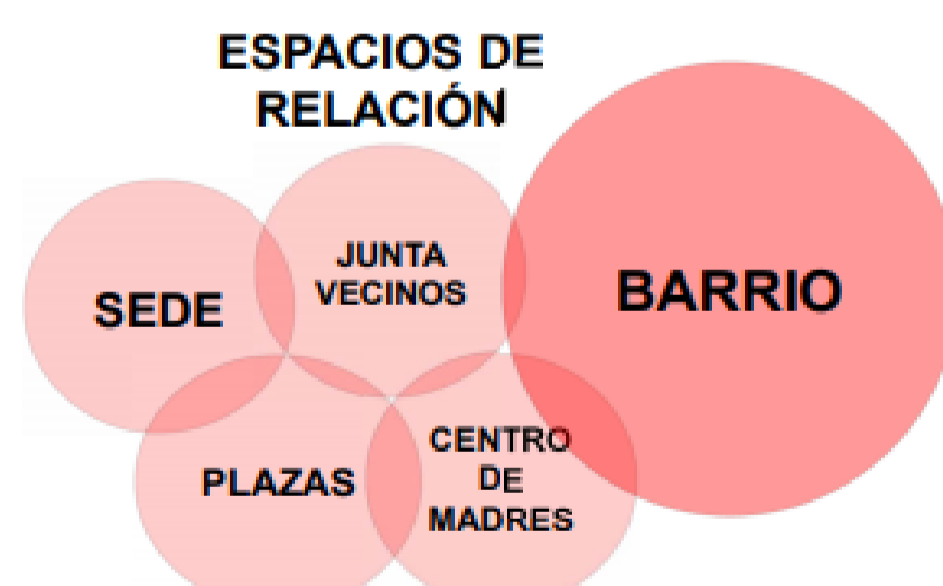 ESPACIOS DE
RELACIÓN
JUNTA
VECINOS
SEDE
BARRIO
PLAZAS
CENTRO
DE
MADRES